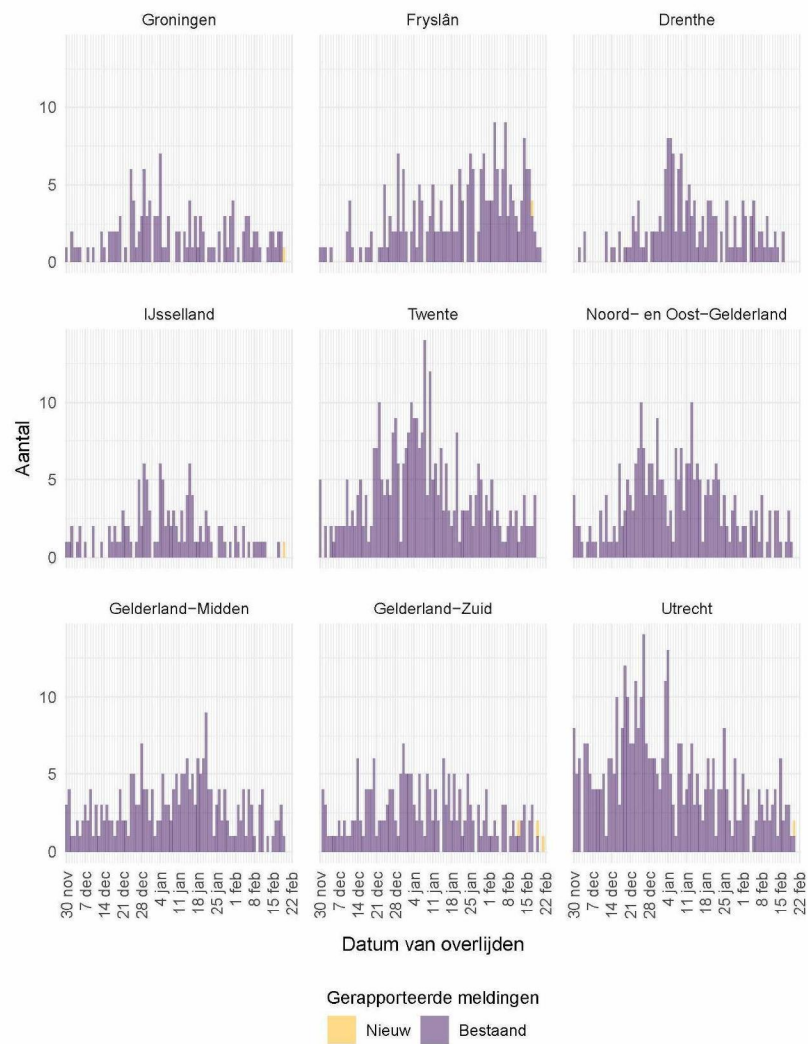 Groningen Fryslân Drenthe
10
5
0
IJsselland Twente Noord- en Oost-Gelderland
Aantal
10
5
0
Gelderland-Midden Gelderland-Zuid Utrecht
10
5
0
30 nov 7 dec 14 dec 21 dec 28 dec 4 jan 11 jan 18 jan 25 jan 1 feb 8 feb 15 feb 22 feb 30 nov 7 dec 14 dec 21 dec 28 dec 4 jan 11 jan 18 jan 25 jan 1 feb 8 feb 15 feb 22 feb 30 nov 7 dec 14 dec 21 dec 28 dec 4 jan 11 jan 18 jan 25 jan 1 feb 8 feb 15 feb 22 feb
Datum van overlijden
Gerapporteerde meldingen
Nieuw Bestaand